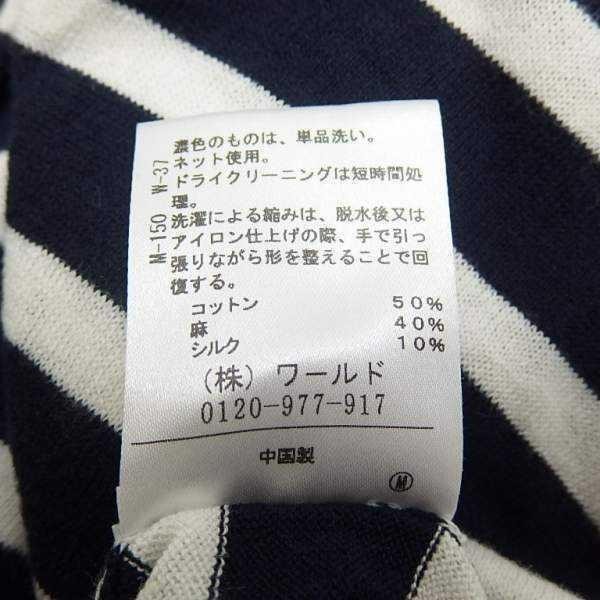 濃色のものは、単品洗い。
ネット使用。
ドライクリーニングは短時間処
理。
洗濯による縮みは、脱水後又は
アイロン仕上げの際、手で引っ
張りながら形を整えることで回
復する。
コットン 50%
麻 40%
シルク 10%
(株) ワールド
0120-977-917
中国製
M
M-150 W-37